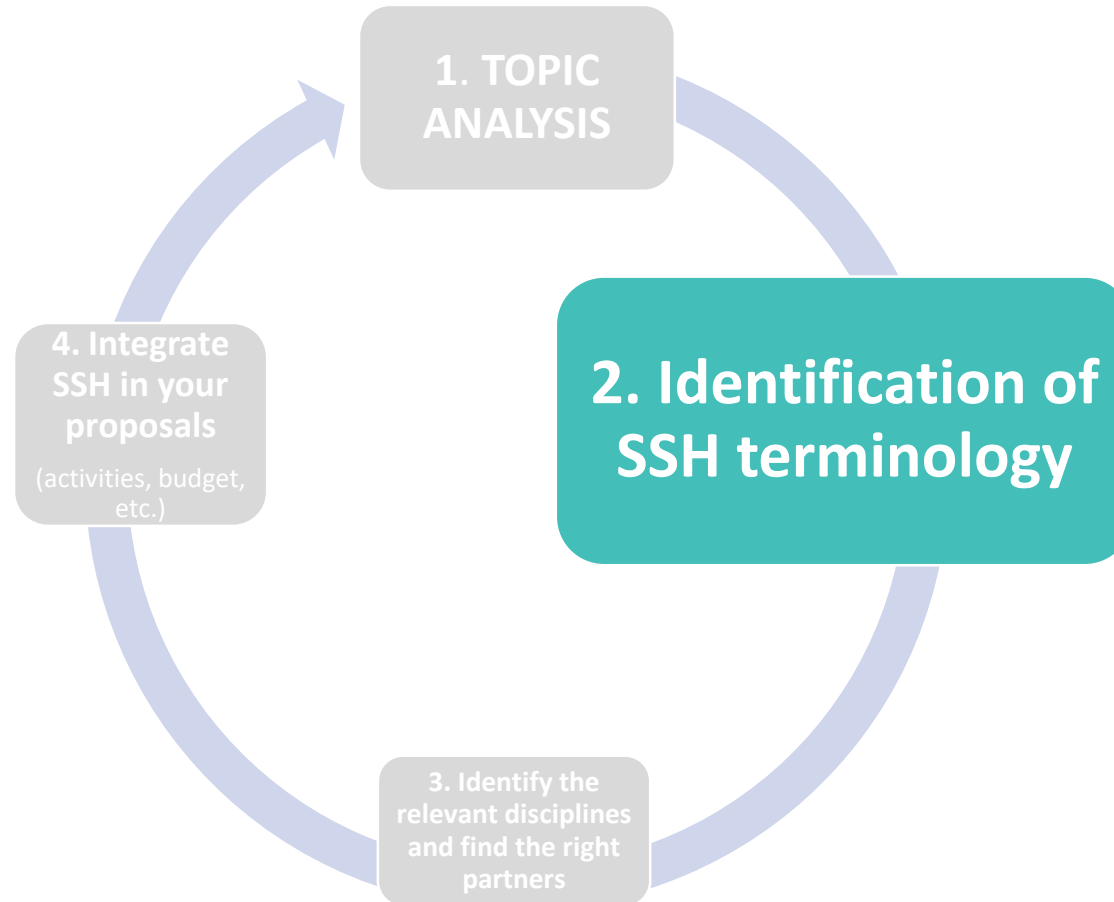 1. TOPIC
ANALYSIS
2. Identification of
SSH terminology
3. Identify the
relevant disciplines
and find the right
partners
4. Integrate
SSH in your
proposals
(activities, budget,
etc.)